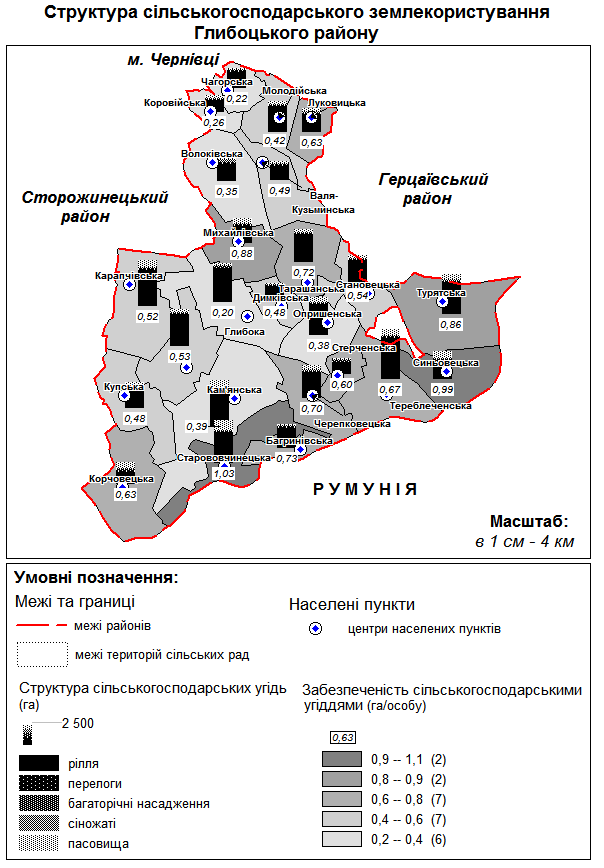 Структура сільськогосподарського землекористування
Глибоцького району
м. Чернівці
Чагорська
0,22
Молодійська
Коровійська
0,26
Луковицька
0,42
0,63
Волоківська
0,35
0,49
Герцаївський
район
Сторожинецький
район
Валя-
Кузьминська
Михайлівська
0,88
0,72
Карапчівська
0,52
0,20
Тарашанська
Становецька
0,54
Димківська
0,48
Турятська
0,86
Опришенська
0,38
Глибока
0,53
Стерченська
0,60
0,67
Синьовецька
0,99
Купська
0,48
Кам'янська
0,39
0,70
Тереблеченська
Черепковецька
Багринівська
0,73
Старововчинецька
1,03
Корчовецька
0,63
РУМУНІЯ
Масштаб:
в 1 см - 4 км
Умовні позначення:
Межі та границі
межі районів
межі територій сільських рад
Населені пункти
центри населених пунктів
Структура сільськогосподарських угідь
(га)
2 500
рілля
перелоги
багаторічні насадження
сіножаті
пасовища
Забезпеченість сільськогосподарськими
угіддями (га/особу)
0,63
0,9 -- 1,1 (2)
0,8 -- 0,9 (2)
0,6 -- 0,8 (7)
0,4 -- 0,6 (7)
0,2 -- 0,4 (6)